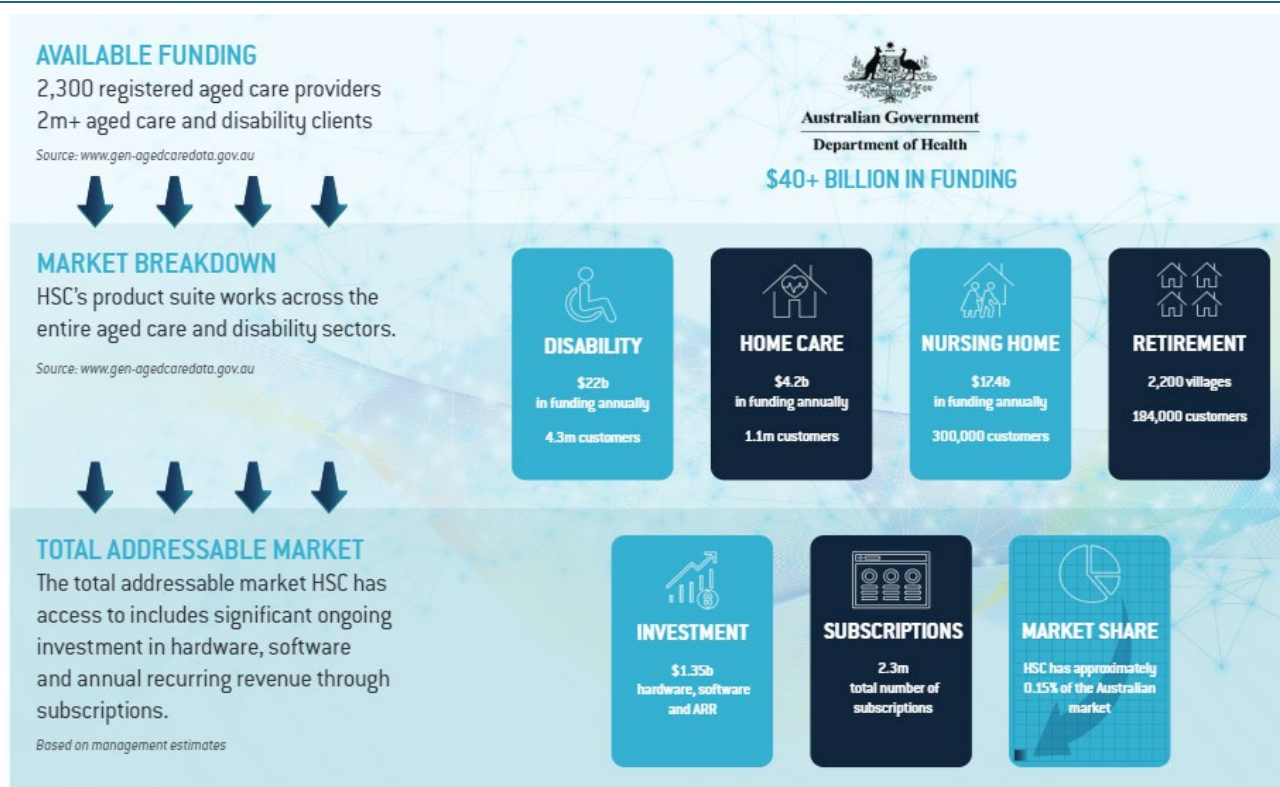 AVAILABLE FUNDING
2,300 registered aged care providers
2m+ aged care and disability clients
Source: www.gen-agedcaredata.gov.au
Australian Government
Department of Health
$40+ BILLION IN FUNDING
MARKET BREAKDOWN
HSC's product suite works across the
entire aged care and disability sectors.
Source: www.gen-agedcaredata.gov.au
DISABILITY
$22b
in funding annually
4.3m customers
HOME CARE
$4.2b
in funding annually
1.1m customers
NURSING HOME
$17.4b
in funding annually
300,000 customers
RETIREMENT
2,200 villages
184,000 customers
TOTAL ADDRESSABLE MARKET
The total addressable market HSC has
access to includes significant ongoing
investment in hardware, software
and annual recurring revenue through
subscriptions.
Based on management estimates
INVESTMENT
$1.35b
hardware, software
and ARR
SUBSCRIPTIONS
2.3m
total number of
subscriptions
MARKET SHARE
HSC has approximately
0.15% of the Australian
market